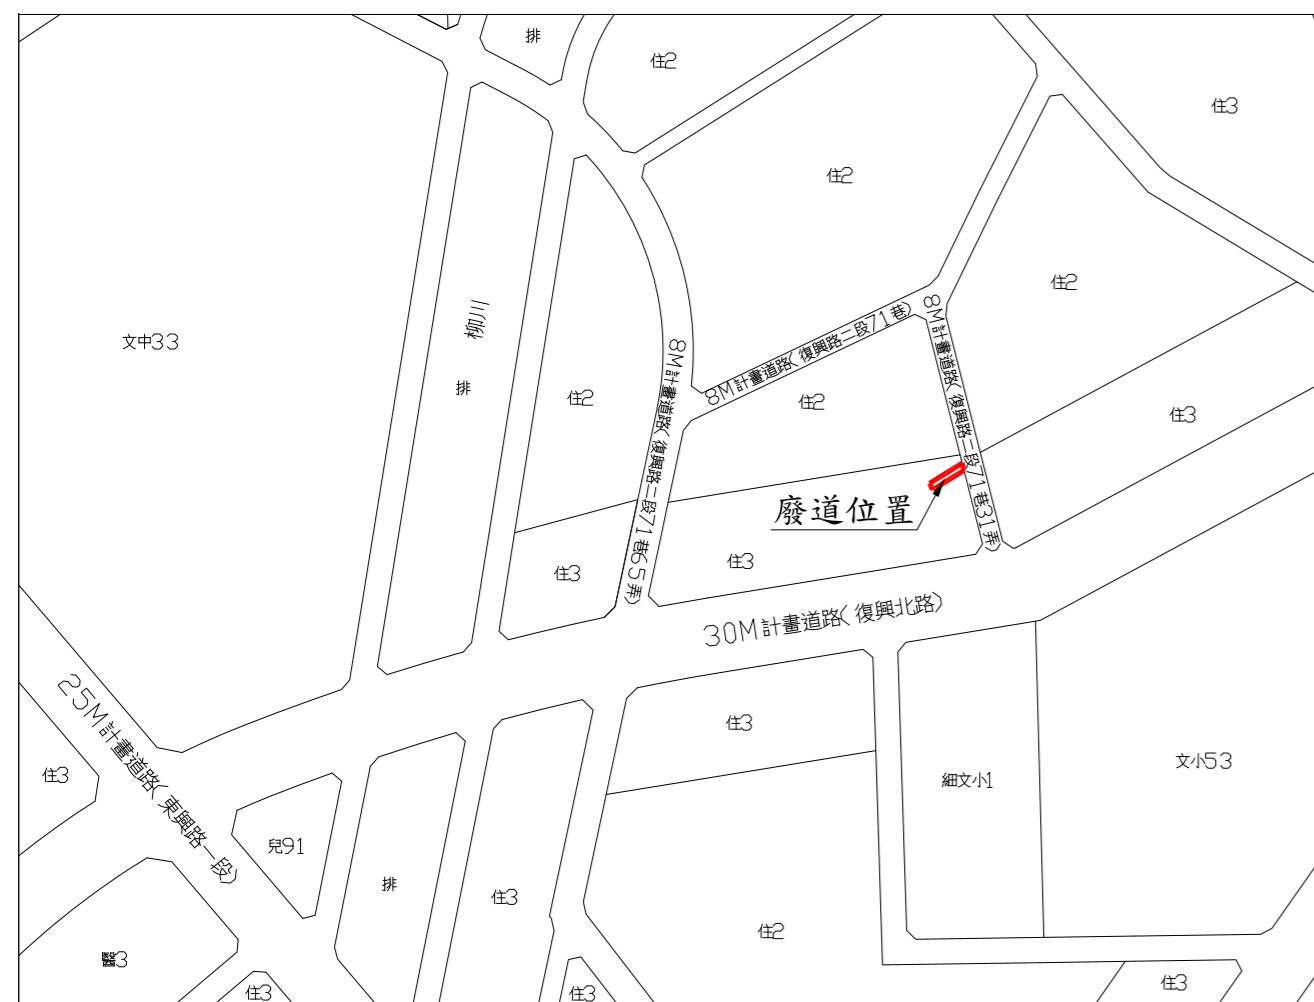 排
住2
住3
住2
住2
柳川
文中33
排
住2
8M計畫道路(復興路二段71巷)
8M計畫道路(復興路二段71巷31弄)
8M計畫道路(復興路二段71巷65弄)
住2
住3
廢道位置
住3
住3
30M計畫道路(復興北路)
25M計畫道路(東興路一段)
住3
住3
細文小1
文小53
兒91
排
住3
住2
醫3
住3
住3
住3